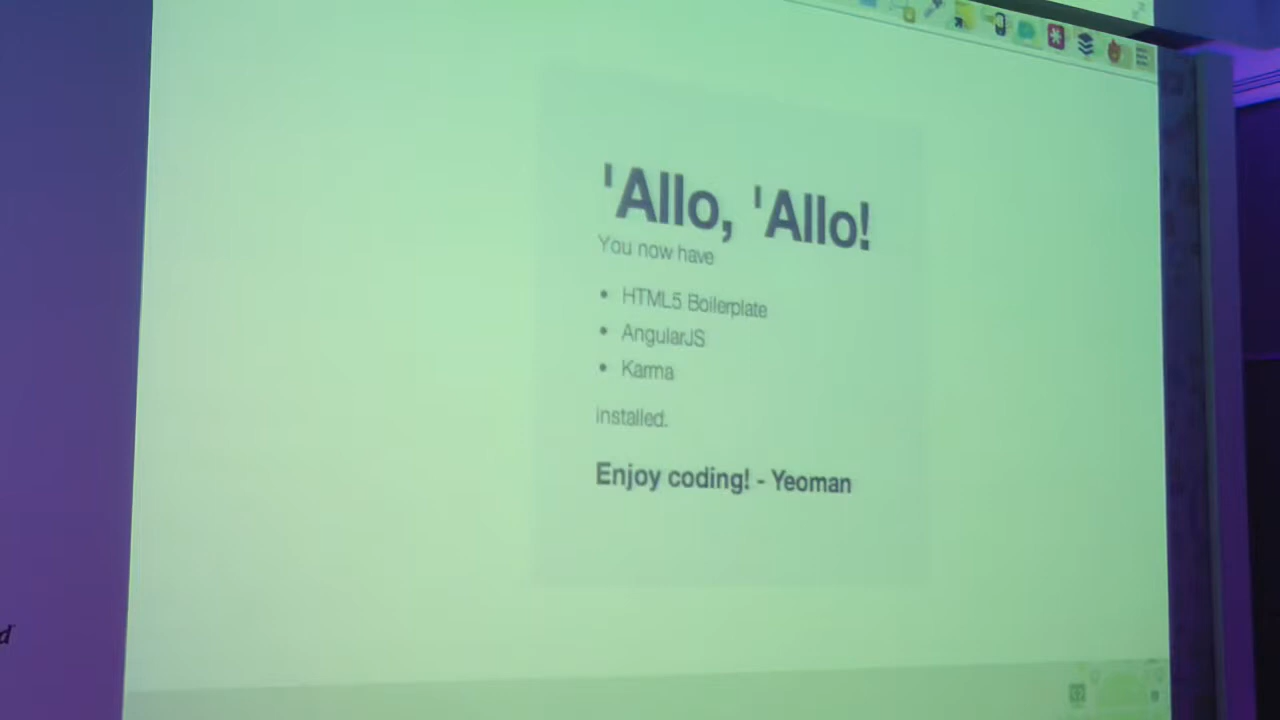 'Allo, 'Allo!
You now have
• HTML5 Boilerplate
• AngularJS
• Karma
installed.
Enjoy coding! - Yeoman
d